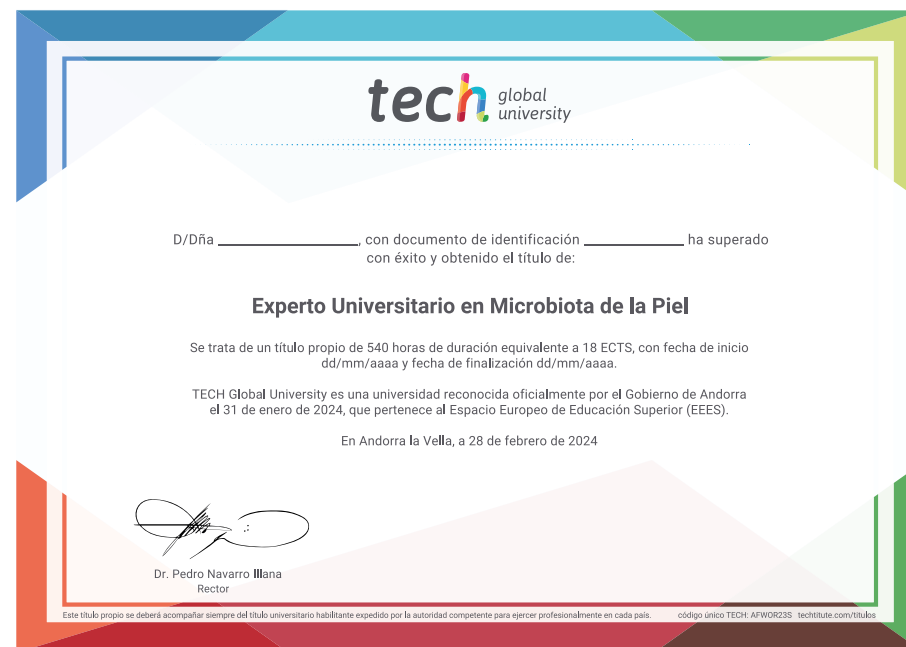 tech global
university
D/Dña ____________________, con documento de identificación ______________ ha superado
con éxito y obtenido el título de:
Experto Universitario en Microbiota de la Piel
Se trata de un título propio de 540 horas de duración equivalente a 18 ECTS, con fecha de inicio
dd/mm/aaaa y fecha de finalización dd/mm/aaaa.
TECH Global University es una universidad reconocida oficialmente por el Gobierno de Andorra
el 31 de enero de 2024, que pertenece al Espacio Europeo de Educación Superior (EEES).
En Andorra la Vella, a 28 de febrero de 2024
Dr. Pedro Navarro Illana
Rector
Este título propio se deberá acompañar siempre del título universitario habilitante expedido por la autoridad competente para ejercer profesionalmente en cada país. código único TECH: AFWOR23S techtitute.com/titulos